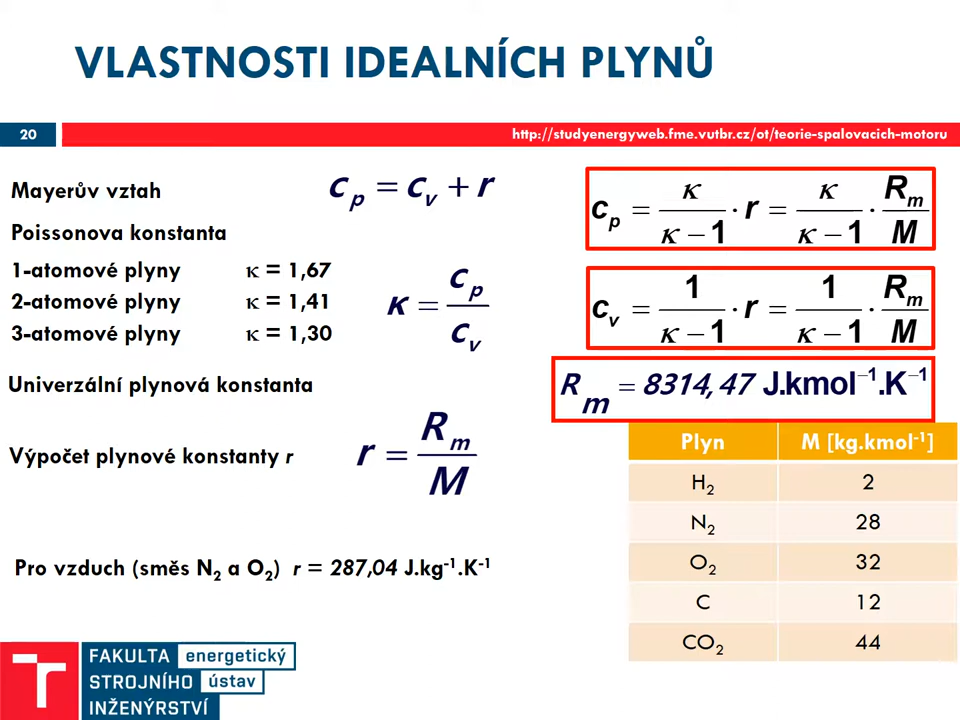 VLASTNOSTI IDEALNÍCH PLYNŮ
20
http://studyenergyweb.fme.vutbr.cz/ot/teorie-spalovacich-motoru
Mayerův vztah
c_p = c_v + r
Poissonova konstanta
1-atomové plyny κ = 1,67
2-atomové plyny κ = 1,41
3-atomové plyny κ = 1,30
κ = c_p / c_v
Univerzální plynová konstanta
Výpočet plynové konstanty r
r = R_m / M
Pro vzduch (směs N₂ a O₂) r = 287,04 J.kg⁻¹.K⁻¹
c_p = κ / κ − 1 · r = κ / κ − 1 · R_m / M
c_v = 1 / κ − 1 · r = 1 / κ − 1 · R_m / M
R_m = 8314,47 J.kmol⁻¹.K⁻¹
Plyn M [kg.kmol⁻¹]
H₂ 2
N₂ 28
O₂ 32
C 12
CO₂ 44
FAKULTA energetický
STROJNÍHO ústav
INŽENÝRSTVÍ